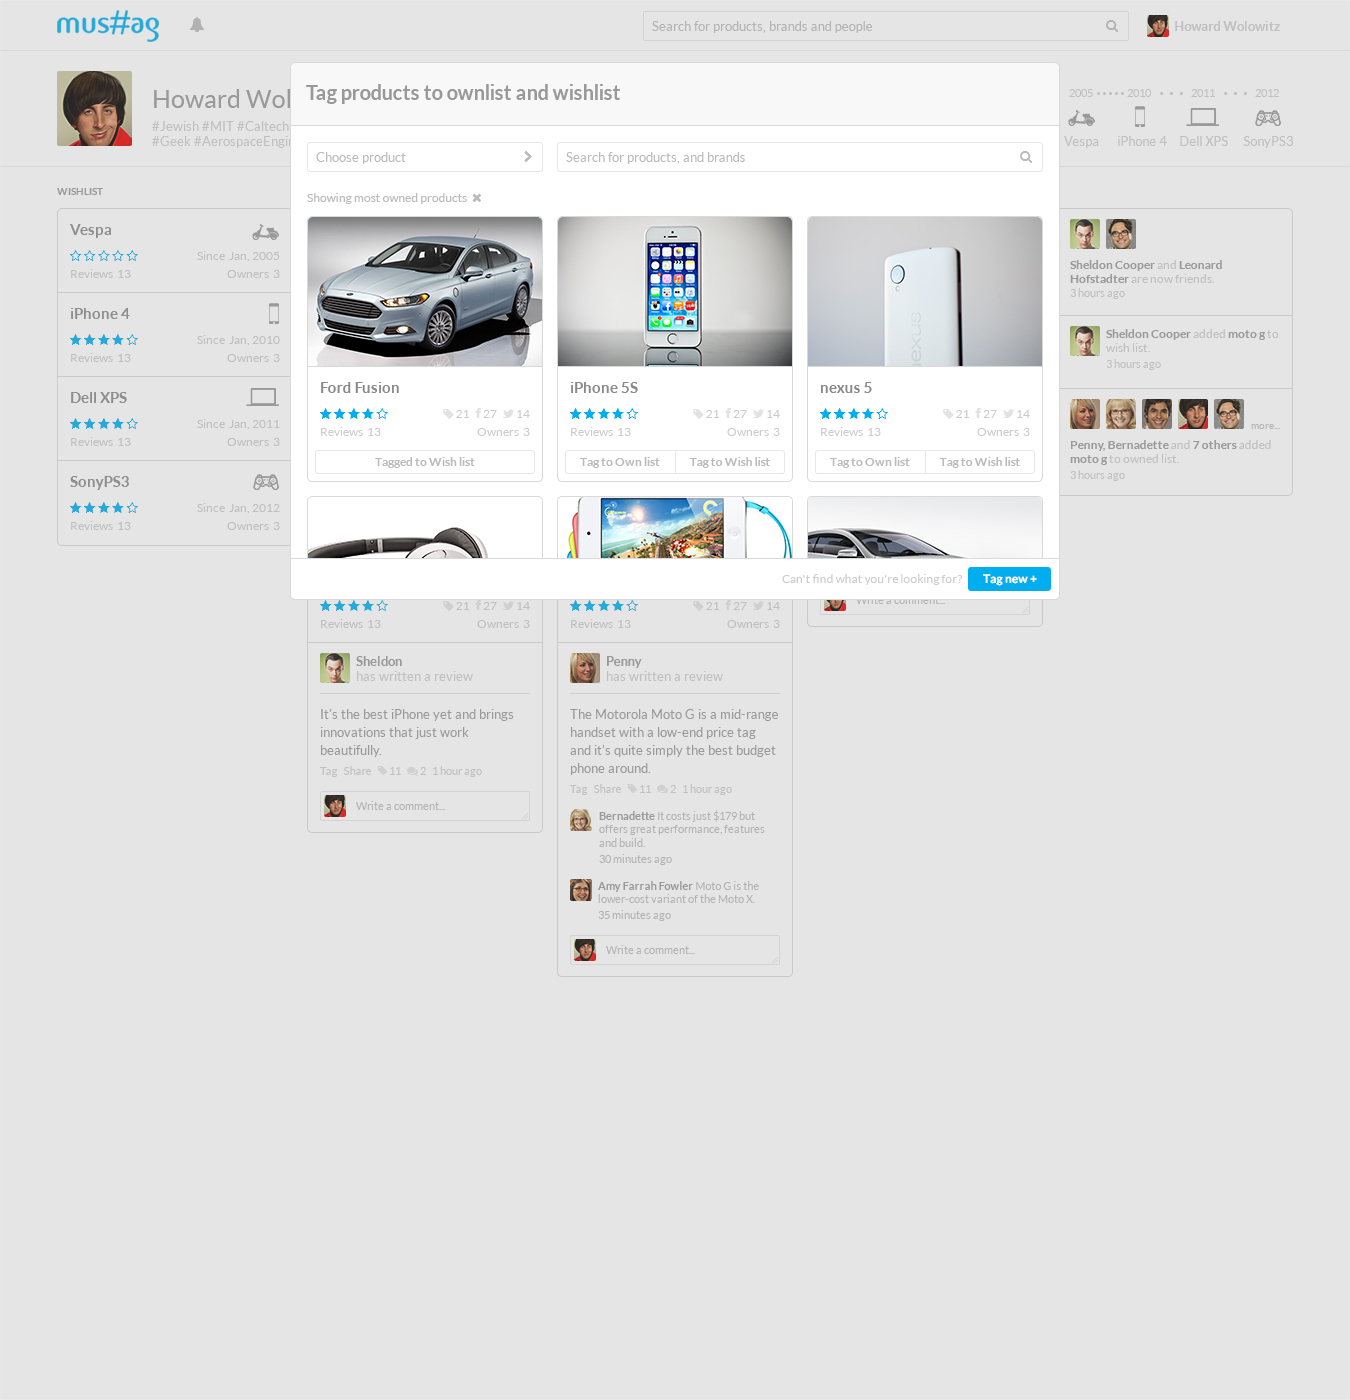 mus#ag
Search for products, brands and people
Howard Wolowitz
Howard Wol
#Jewish #MIT #Caltech
#Geek #AerospaceEngin
2005 2010 2011 2012
Vespa iPhone 4 Dell XPS SonyPS3
Tag products to ownlist and wishlist
Choose product
Search for products, and brands
Showing most owned products
Ford Fusion
21 27 14
Reviews 13 Owners 3
Tagged to Wish list
iPhone 5S
21 27 14
Reviews 13 Owners 3
Tag to Own list Tag to Wish list
nexus
nexus 5
21 27 14
Reviews 13 Owners 3
Tag to Own list Tag to Wish list
Can't find what you're looking for? Tag new +
WISHLIST
Vespa
Since Jan, 2005
Reviews 13 Owners 3
iPhone 4
Since Jan, 2010
Reviews 13 Owners 3
Dell XPS
Since Jan, 2011
Reviews 13 Owners 3
SonyPS3
Since Jan, 2012
Reviews 13 Owners 3
21 27 14
Reviews 13 Owners 3
Sheldon
has written a review
It's the best iPhone yet and brings
innovations that just work
beautifully.
Tag Share 11 2 1 hour ago
Write a comment...
21 27 14
Reviews 13 Owners 3
Penny
has written a review
The Motorola Moto G is a mid-range
handset with a low-end price tag
and it's quite simply the best budget
phone around.
Tag Share 11 2 1 hour ago
Bernadette It costs just $179 but
offers great performance, features
and build.
30 minutes ago
Amy Farrah Fowler Moto G is the
lower-cost variant of the Moto X.
35 minutes ago
Write a comment...
Write a comment...
Sheldon Cooper and Leonard
Hofstadter are now friends.
3 hours ago
Sheldon Cooper added moto g to
wish list.
3 hours ago
more...
Penny, Bernadette and 7 others added
moto g to owned list.
3 hours ago